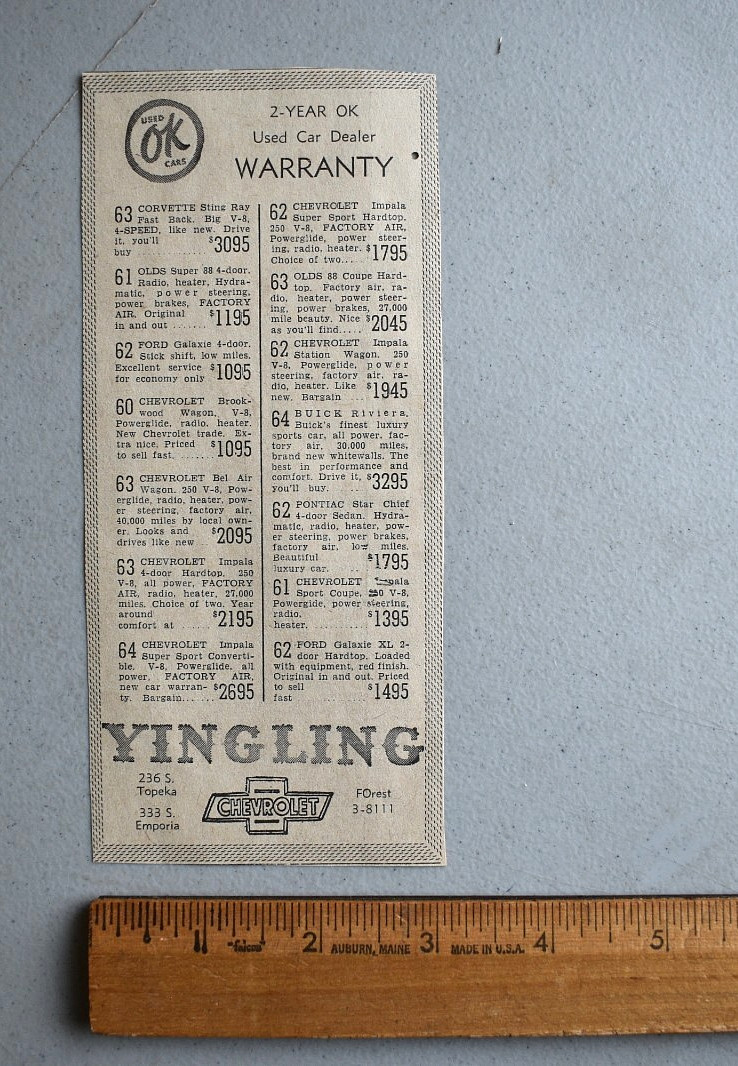 USED
OK
CARS
2-YEAR OK
Used Car Dealer
WARRANTY
63 CORVETTE Sting Ray
Fast Back. Big V-8,
4-SPEED, like new. Drive
it, you'll
buy $3095
61 OLDS Super 88 4-door.
Radio, heater, Hydra-
matic, power steering,
power brakes, FACTORY
AIR. Original
in and out ....... $1195
62 FORD Galaxie 4-door.
Stick shift, low miles.
Excellent service
for economy only $1095
60 CHEVROLET Brook-
wood Wagon, V-8,
Powerglide, radio, heater.
New Chevrolet trade. Ex-
tra nice. Priced
to sell fast. ....... $1095
63 CHEVROLET Bel Air
Wagon. 250 V-8, Pow-
erglide, radio, heater, pow-
er steering, factory air,
40,000 miles by local own-
er. Looks and
drives like new $2095
63 CHEVROLET Impala
4-door Hardtop, 250
V-8, all power, FACTORY
AIR, radio, heater, 27,000
miles. Choice of two. Year
around
comfort at ....... $2195
64 CHEVROLET Impala
Super Sport Converti-
ble. V-8, Powerglide, all
power, FACTORY AIR,
new car warran-
ty. Bargain....... $2695
62 CHEVROLET Impala
Super Sport Hardtop,
250 V-8, FACTORY AIR,
Powerglide, power steer-
ing, radio, heater.
Choice of two.... $1795
63 OLDS 88 Coupe Hard-
top. Factory air, ra-
dio, heater, power steer-
ing, power brakes, 27,000
mile beauty. Nice
as you'll find..... $2045
62 CHEVROLET Impala
Station Wagon. 250
V-8, Powerglide, power
steering, factory air, ra-
dio, heater. Like
new. Bargain .... $1945
64 BUICK Riviera.
Buick's finest luxury
sports car, all power, fac-
tory air, 30,000 miles,
brand new whitewalls. The
best in performance and
comfort. Drive it,
you'll buy. ....... $3295
62 PONTIAC Star Chief
4-door Sedan. Hydra-
matic, radio, heater, pow-
er steering, power brakes,
factory air, low miles.
Beautiful
luxury car. .. $1795
61 CHEVROLET
Sport Coupe, V-8,
Powergide, power steering,
radio,
heater. ........... $1395
62 FORD Galaxie XL 2-
door Hardtop. Loaded
with equipment, red finish.
Original in and out. Priced
to sell
fast ........... $1495
YINGLING
236 S.
Topeka
333 S.
Emporia
CHEVROLET
FOrest
3-8111
1 "falcon" 2 AUBURN, MAINE 3 MADE IN U.S.A. 4 5